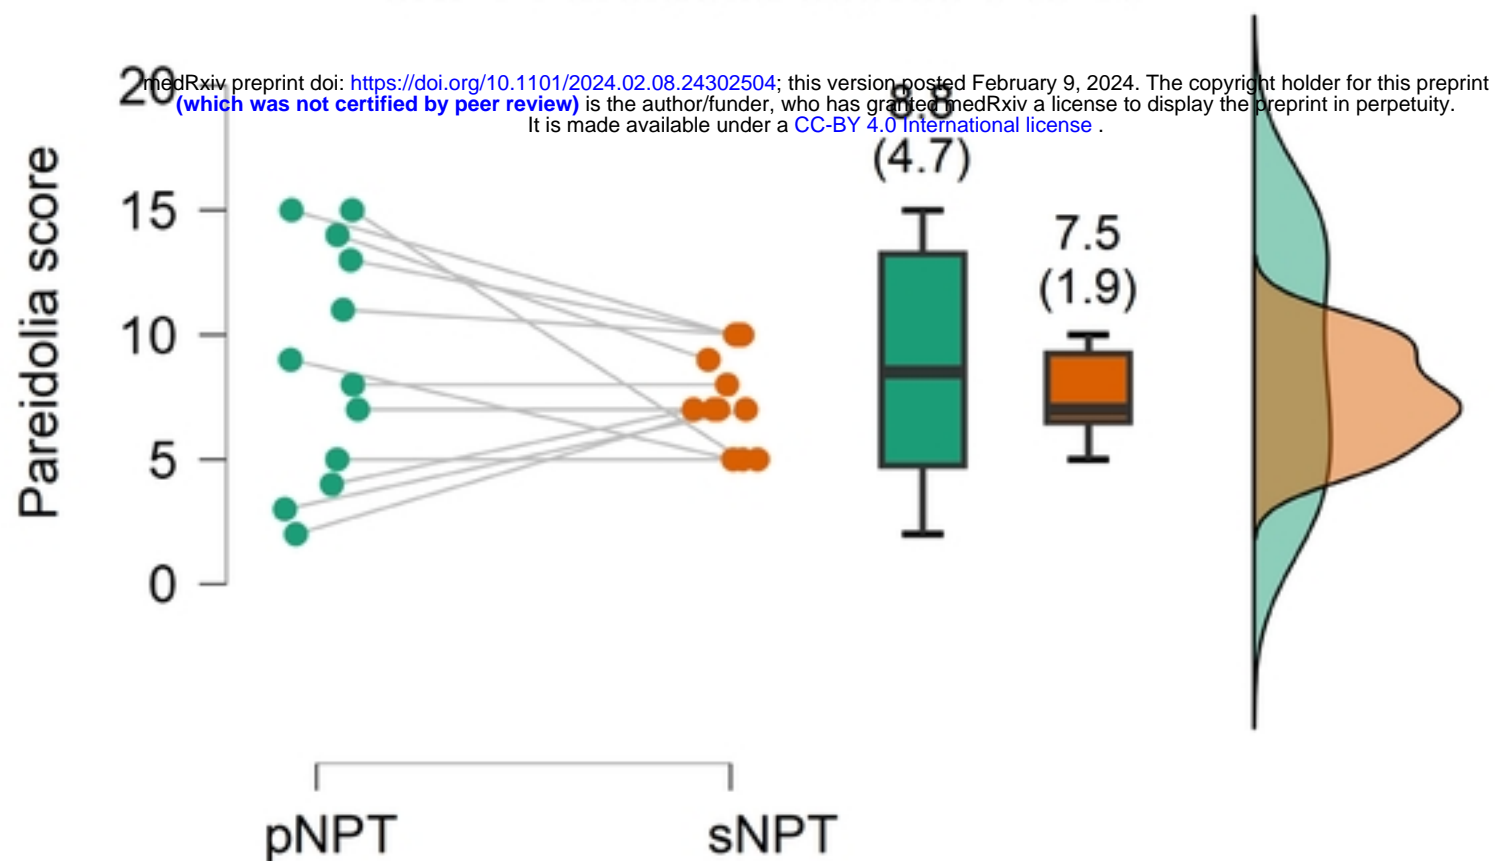 medRxiv preprint doi: https://doi.org/10.1101/2024.02.08.24302504; this version posted February 9, 2024. The copyright holder for this preprint
(which was not certified by peer review) is the author/funder, who has granted medRxiv a license to display the preprint in perpetuity.
It is made available under a CC-BY 4.0 International license .
Pareidolia score
20
15
10
5
0
8.8
(4.7)
7.5
(1.9)
pNPT
sNPT